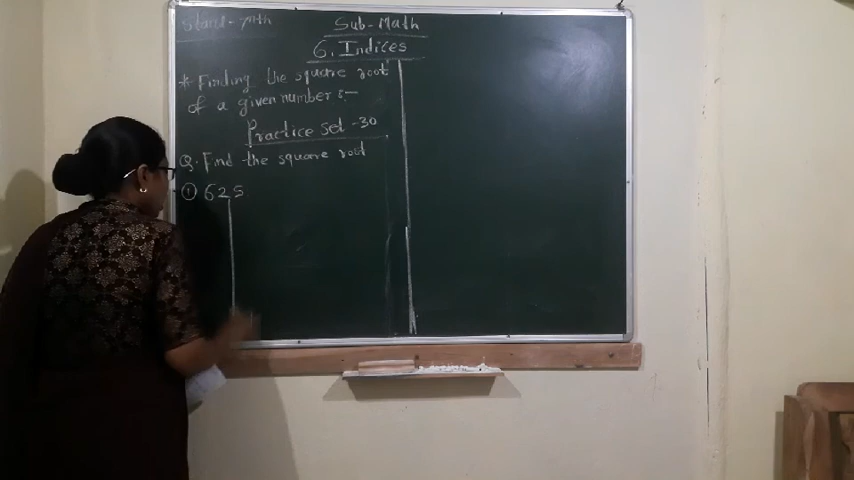 Stand-7th
Sub-Math
6. Indices
* Finding the square root
of a given number :-
Practice Set -30
Q. Find the square root
① 625